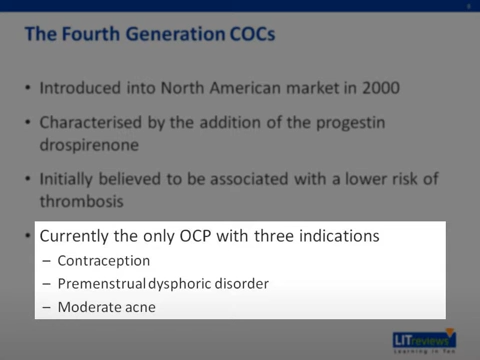 The Fourth Generation COCs
• Introduced into North American market in 2000
• Characterised by the addition of the progestin
drospirenone
• Initially believed to be associated with a lower risk of
thrombosis
• Currently the only OCP with three indications
– Contraception
– Premenstrual dysphoric disorder
– Moderate acne
LITreviews
Learning in Ten